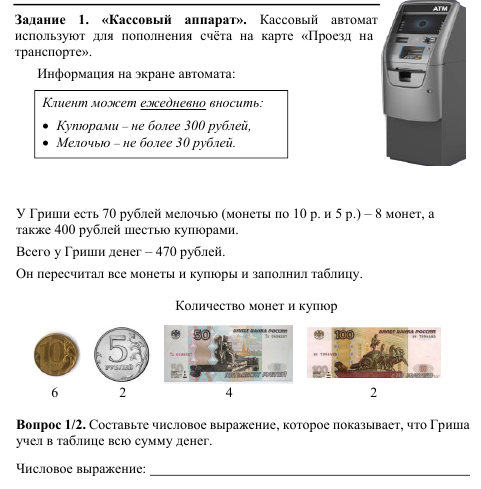 ATM
Задание 1. «Кассовый аппарат». Кассовый автомат
используют для пополнения счёта на карте «Проезд на
транспорте».
Информация на экране автомата:
Клиент может ежедневно вносить:
• Купюрами – не более 300 рублей,
• Мелочью – не более 30 рублей.
У Гриши есть 70 рублей мелочью (монеты по 10 р. и 5 р.) – 8 монет, а
также 400 рублей шестью купюрами.
Всего у Гриши денег – 470 рублей.
Он пересчитал все монеты и купюры и заполнил таблицу.
Количество монет и купюр
10
5
РУБЛЕЙ
50
БИЛЕТ БАНКА РОССИИ
100
БИЛЕТ БАНКА РОССИИ
6 2 4 2
Вопрос 1/2. Составьте числовое выражение, которое показывает, что Гриша
учел в таблице всю сумму денег.
Числовое выражение: